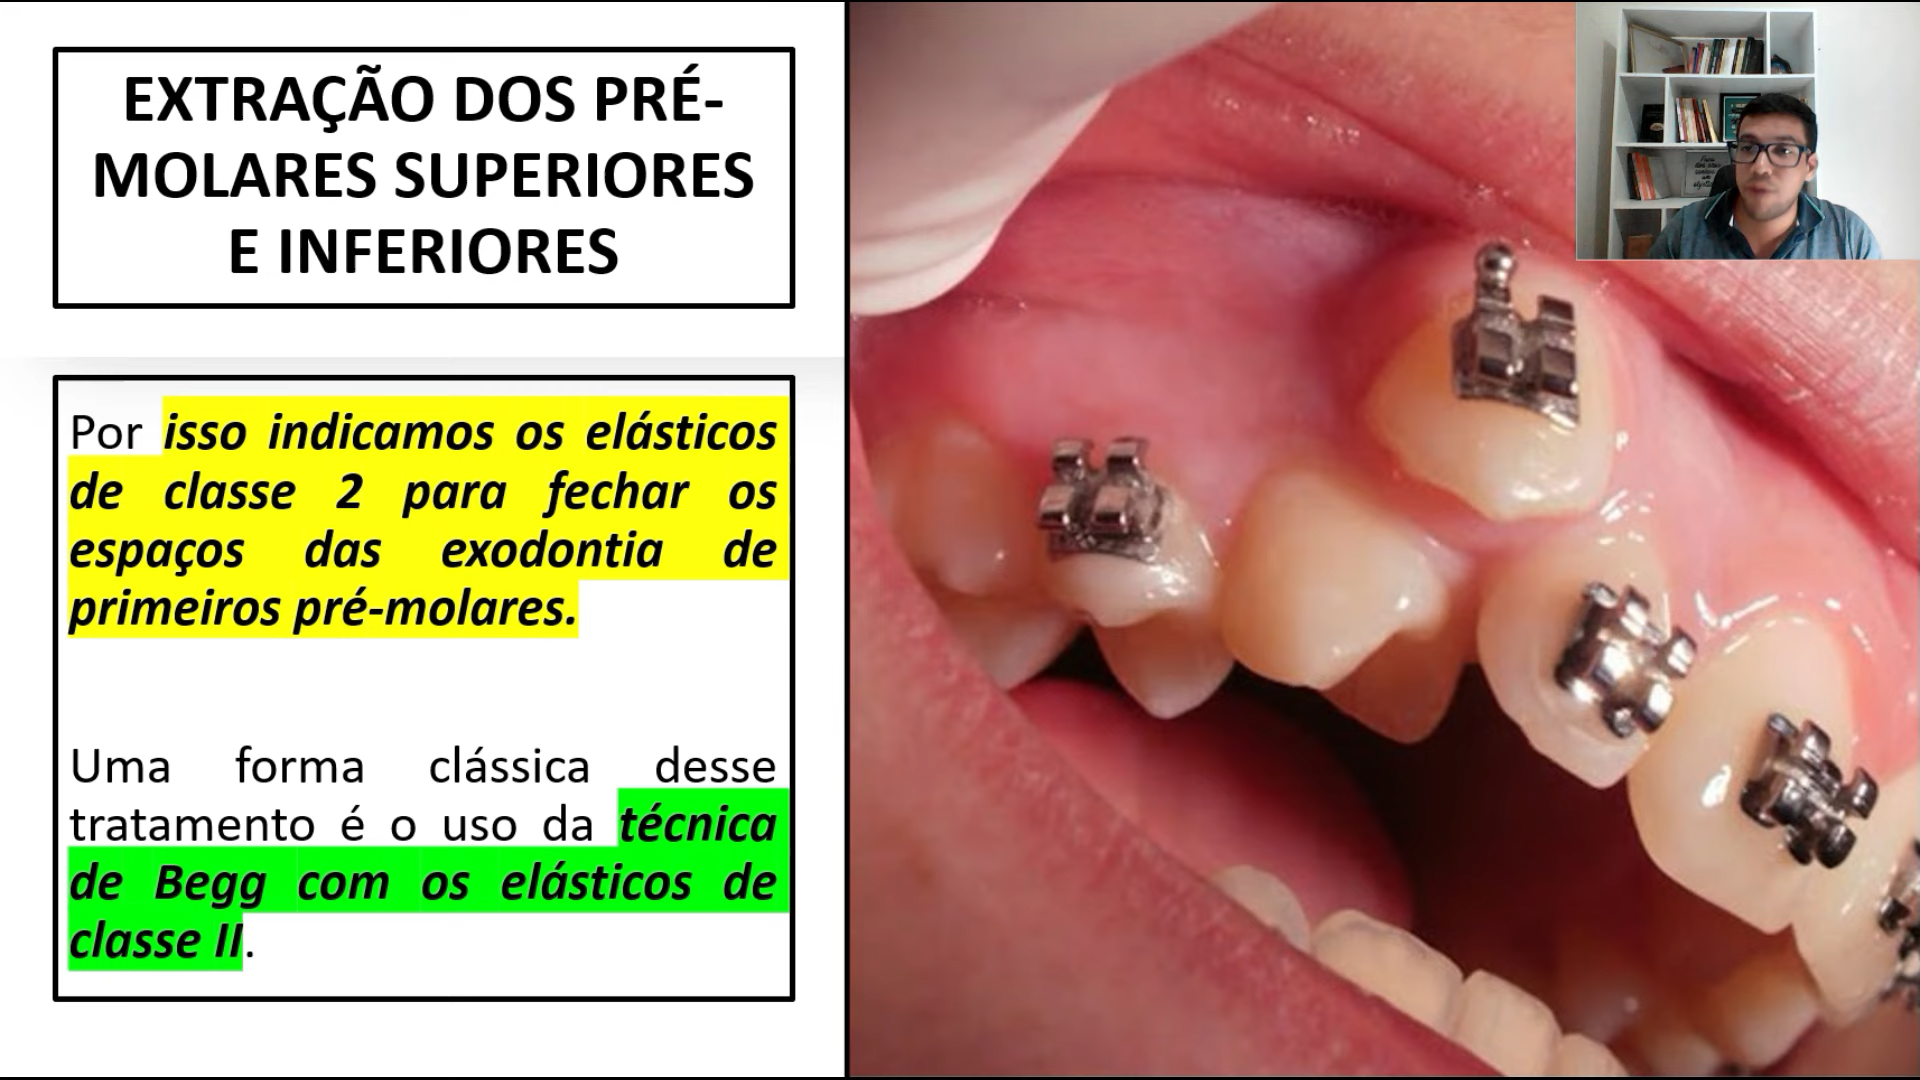 EXTRAÇÃO DOS PRÉ-
MOLARES SUPERIORES
E INFERIORES
Por isso indicamos os elásticos
de classe 2 para fechar os
espaços das exodontia de
primeiros pré-molares.
Uma forma clássica desse
tratamento é o uso da técnica
de Begg com os elásticos de
classe II.